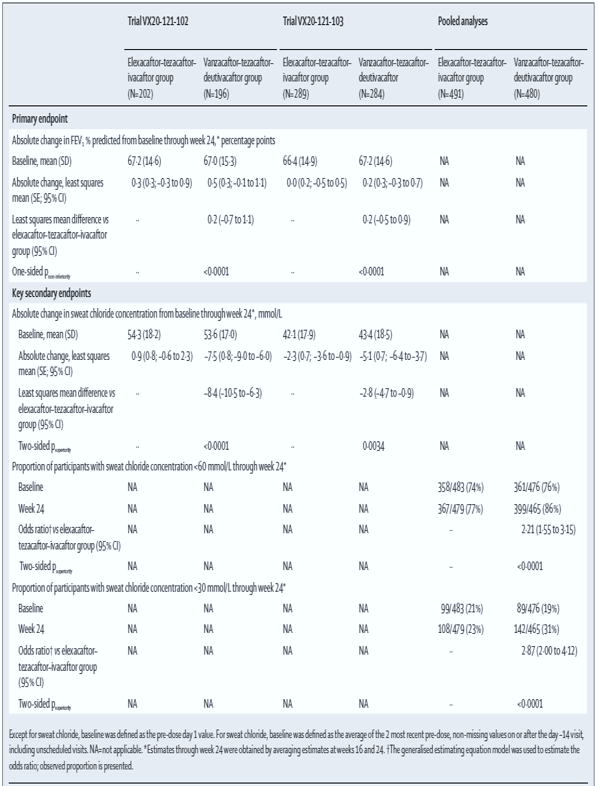 Trial VX20-121-102 Trial VX20-121-103 Pooled analyses
Elexacaftor–tezacaftor– Vanzacaftor–tezacaftor– Elexacaftor–tezacaftor– Vanzacaftor–tezacaftor– Elexacaftor–tezacaftor– Vanzacaftor–tezacaftor–
ivacaftor group deutivacaftor group ivacaftor group deutivacaftor ivacaftor group deutivacaftor group
(N=202) (N=196) (N=289) (N=284) (N=491) (N=480)
Primary endpoint
Absolute change in FEV₁ % predicted from baseline through week 24,* percentage points
Baseline, mean (SD) 67·2 (14·6) 67·0 (15·3) 66·4 (14·9) 67·2 (14·6) NA NA
Absolute change, least squares 0·3 (0·3; –0·3 to 0·9) 0·5 (0·3; –0·1 to 1·1) 0·0 (0·2; –0·5 to 0·5) 0·2 (0·3; –0·3 to 0·7) NA NA
mean (SE; 95% CI)
Least squares mean difference vs ·· 0·2 (–0·7 to 1·1) ·· 0·2 (–0·5 to 0·9) NA NA
elexacaftor–tezacaftor–ivacaftor
group (95% CI)
One-sided p non-inferiority ·· <0·0001 ·· <0·0001 NA NA
Key secondary endpoints
Absolute change in sweat chloride concentration from baseline through week 24*, mmol/L
Baseline, mean (SD) 54·3 (18·2) 53·6 (17·0) 42·1 (17·9) 43·4 (18·5) NA NA
Absolute change, least squares 0·9 (0·8; –0·6 to 2·3) –7·5 (0·8; –9·0 to –6·0) –2·3 (0·7; –3·6 to –0·9) –5·1 (0·7; –6·4 to –3·7) NA NA
mean (SE; 95% CI)
Least squares mean difference vs ·· –8·4 (–10·5 to –6·3) ·· –2·8 (–4·7 to –0·9) NA NA
elexacaftor–tezacaftor–ivacaftor
group (95% CI)
Two-sided p superiority ·· <0·0001 ·· 0·0034 NA NA
Proportion of participants with sweat chloride concentration <60 mmol/L through week 24*
Baseline NA NA NA NA 358/483 (74%) 361/476 (76%)
Week 24 NA NA NA NA 367/479 (77%) 399/465 (86%)
Odds ratio† vs elexacaftor– NA NA NA NA ·· 2·21 (1·55 to 3·15)
tezacaftor–ivacaftor group (95% CI)
Two-sided p superiority NA NA NA NA ·· <0·0001
Proportion of participants with sweat chloride concentration <30 mmol/L through week 24*
Baseline NA NA NA NA 99/483 (21%) 89/476 (19%)
Week 24 NA NA NA NA 108/479 (23%) 142/465 (31%)
Odds ratio† vs elexacaftor– NA NA NA NA ·· 2·87 (2·00 to 4·12)
tezacaftor–ivacaftor group
(95% CI)
Two-sided p superiority NA NA NA NA ·· <0·0001
Except for sweat chloride, baseline was defined as the pre-dose day 1 value. For sweat chloride, baseline was defined as the average of the 2 most recent pre-dose, non-missing values on or after the day –14 visit,
including unscheduled visits. NA=not applicable. *Estimates through week 24 were obtained by averaging estimates at weeks 16 and 24. †The generalised estimating equation model was used to estimate the
odds ratio; observed proportion is presented.